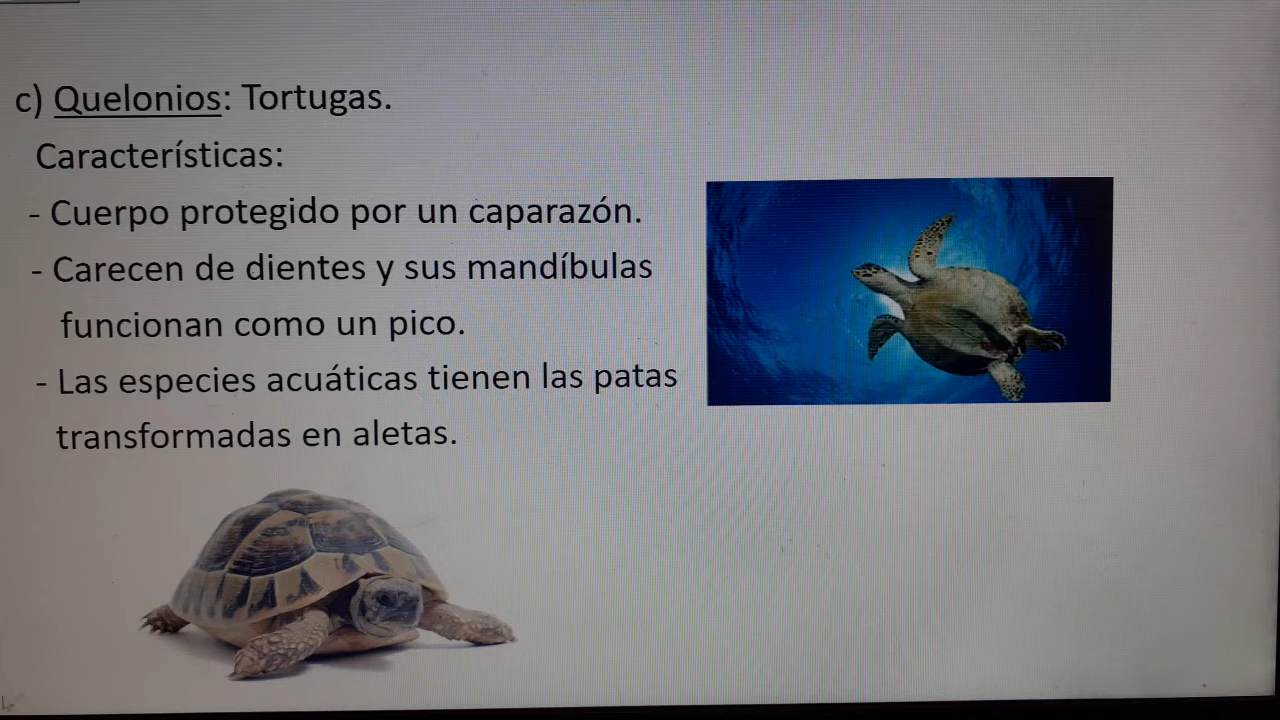 c) Quelonios: Tortugas.
Características:
- Cuerpo protegido por un caparazón.
- Carecen de dientes y sus mandíbulas
funcionan como un pico.
- Las especies acuáticas tienen las patas
transformadas en aletas.